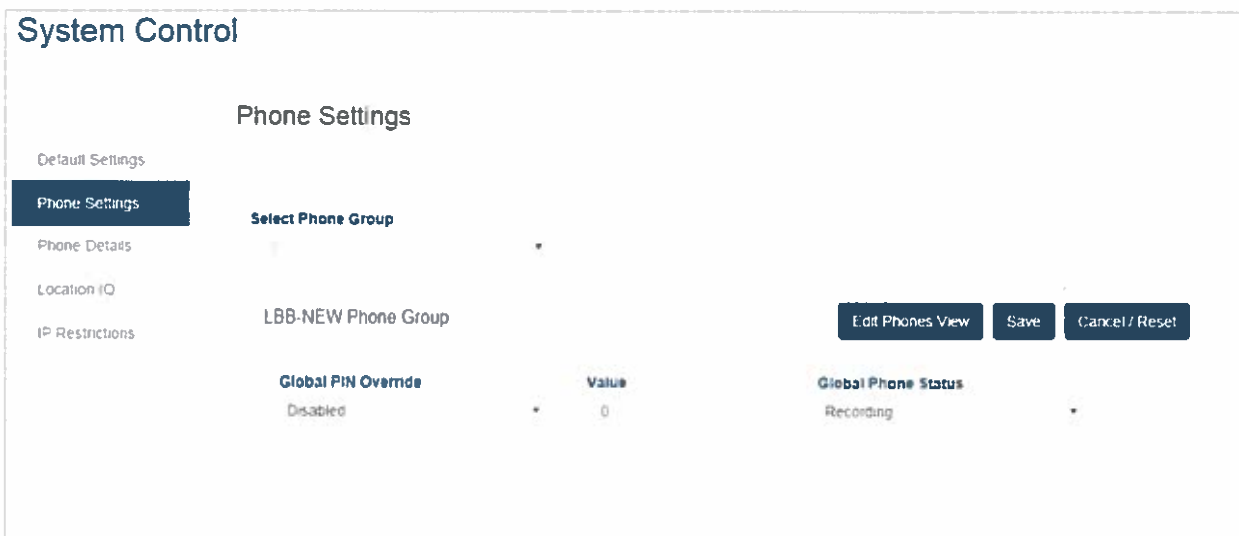 System Control
Phone Settings
Default Settings
Phone Settings
Phone Details
Location IQ
IP Restrictions
Select Phone Group
LBB-NEW Phone Group
Edit Phones View
Save
Cancel / Reset
Global PIN Override
Value
Global Phone Status
Disabled
0
Recording